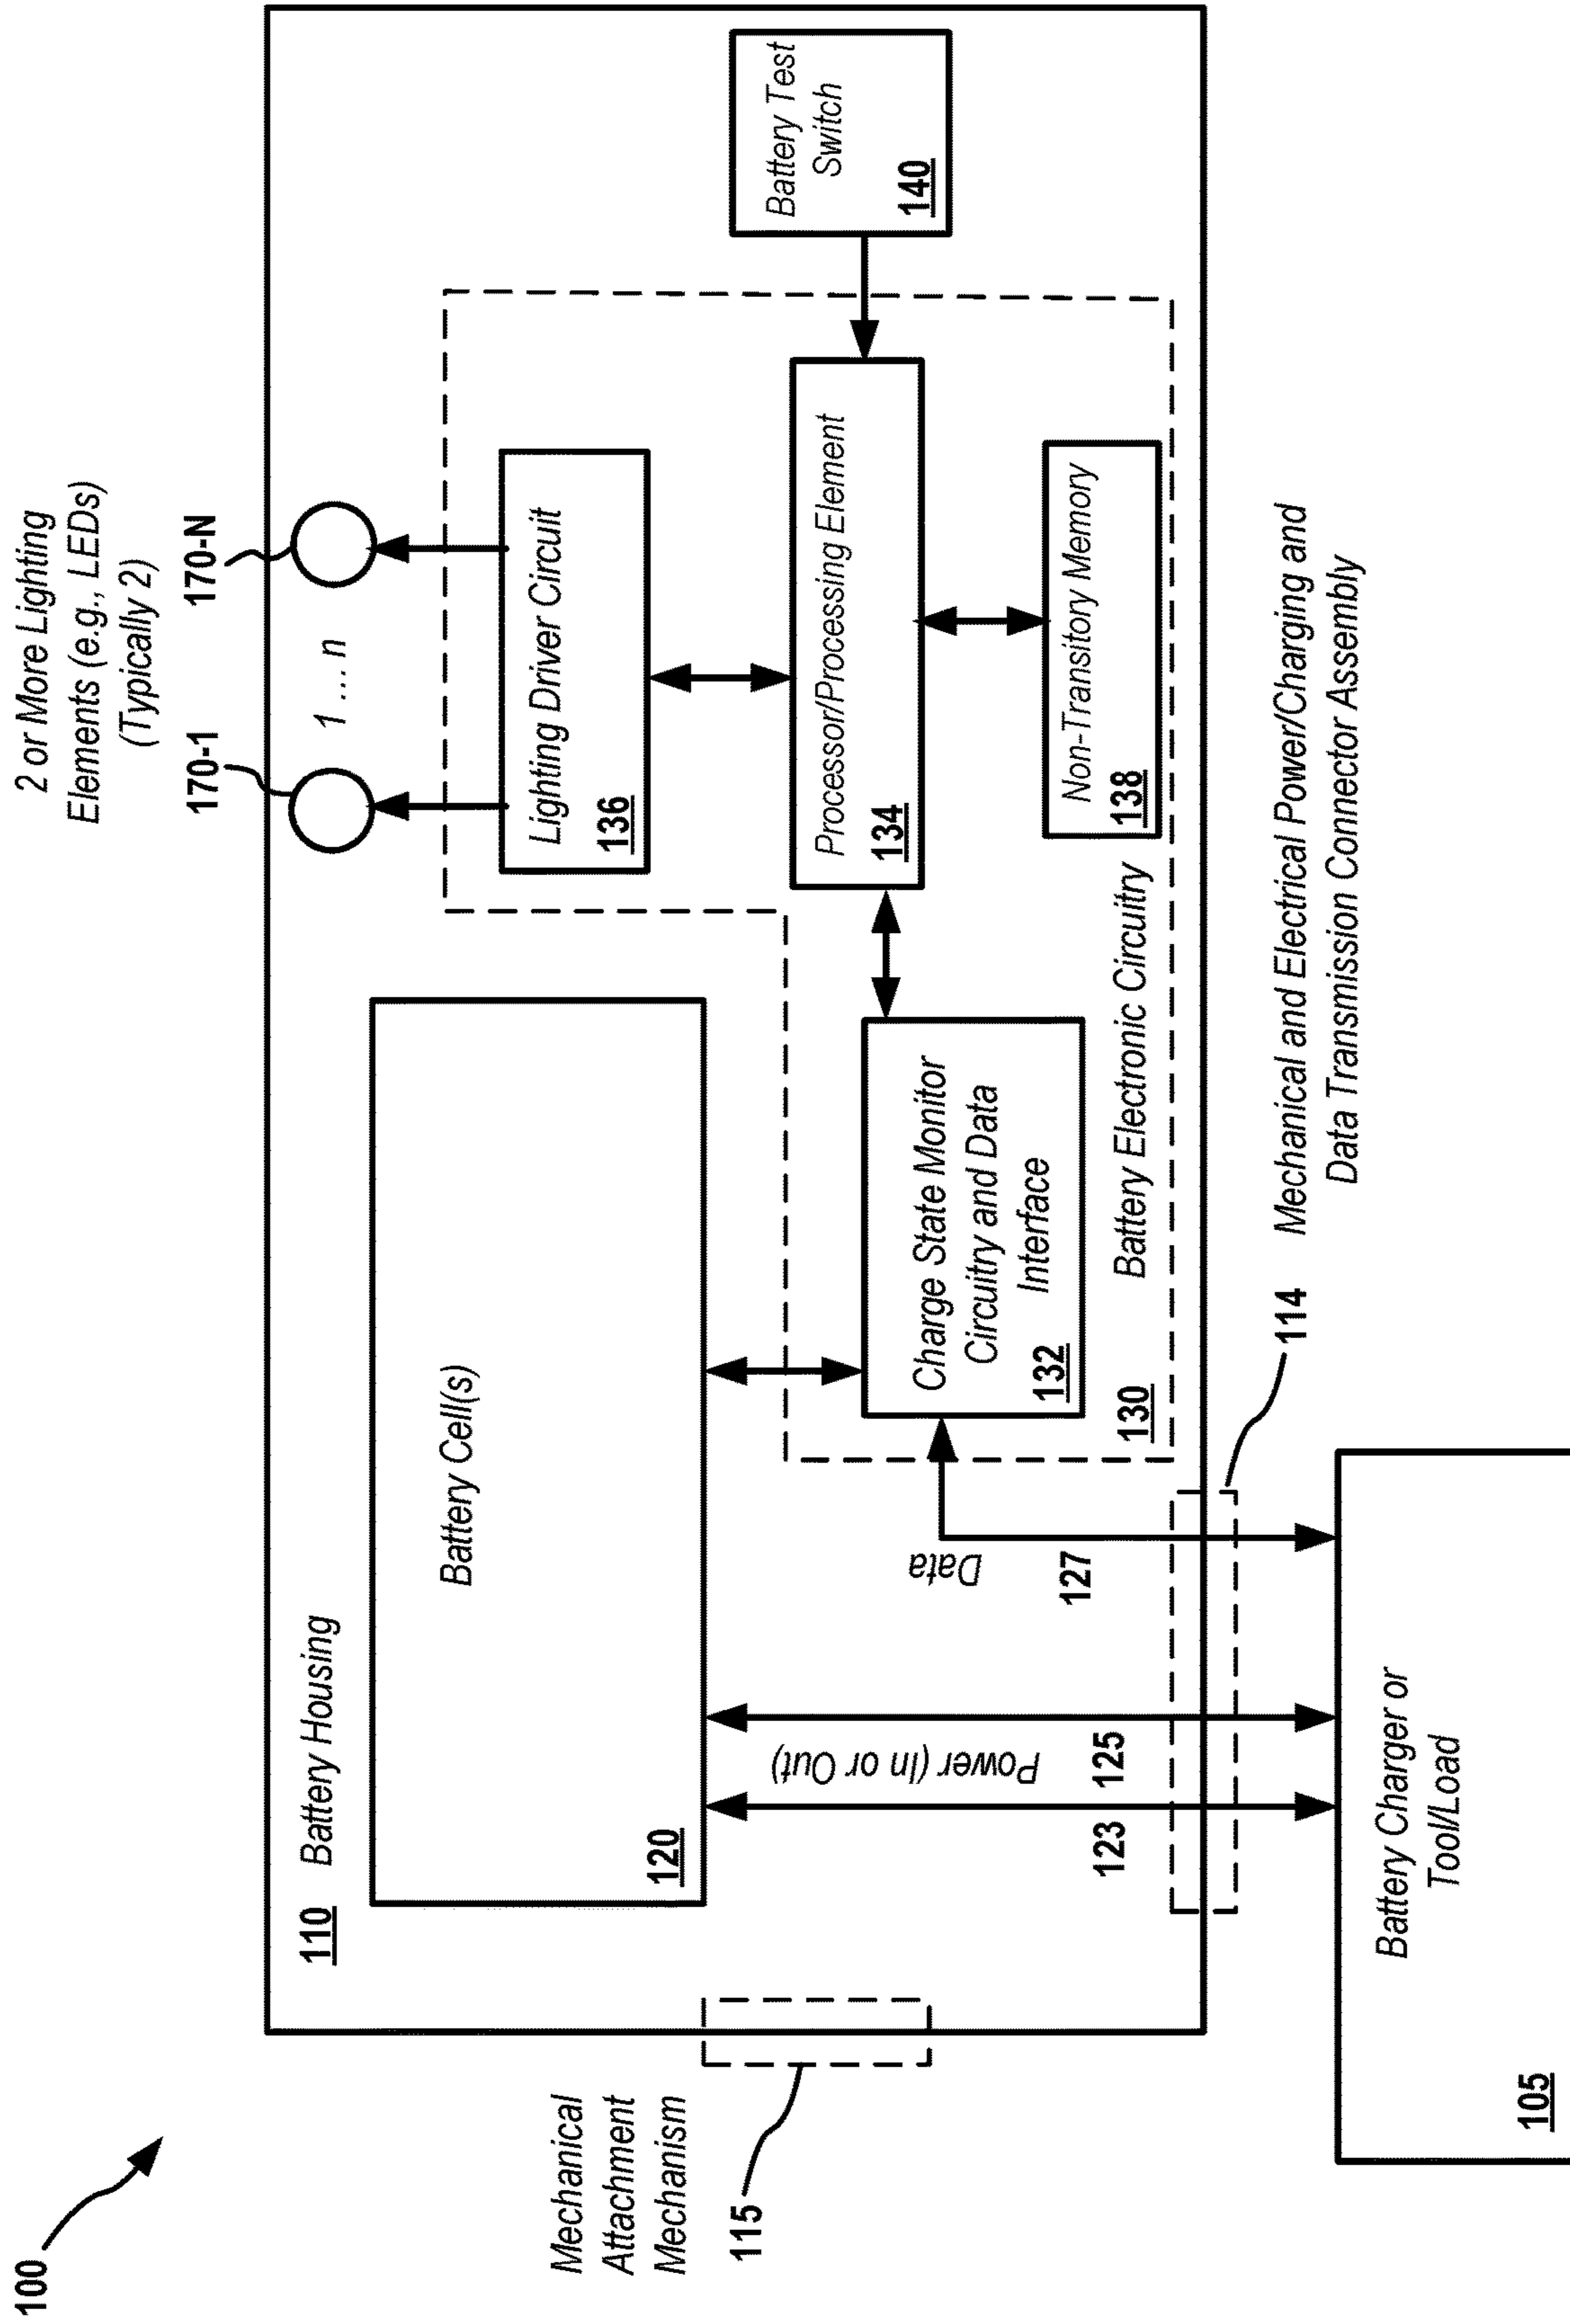 100
2 or More Lighting
Elements (e.g., LEDs)
(Typically 2)
170-1
170-N
1 ... n
110
Battery Housing
Battery Cell(s)
120
Lighting Driver Circuit
136
Mechanical
Attachment
Mechanism
115
Battery Test
Switch
140
Processor/Processing Element
134
Power (In or Out)
Data
Charge State Monitor
Circuitry and Data
Interface
132
Non-Transitory Memory
138
123
125
127
130
Battery Electronic Circuitry
114
Mechanical and Electrical Power/Charging and
Data Transmission Connector Assembly
Battery Charger or
Tool/Load
105